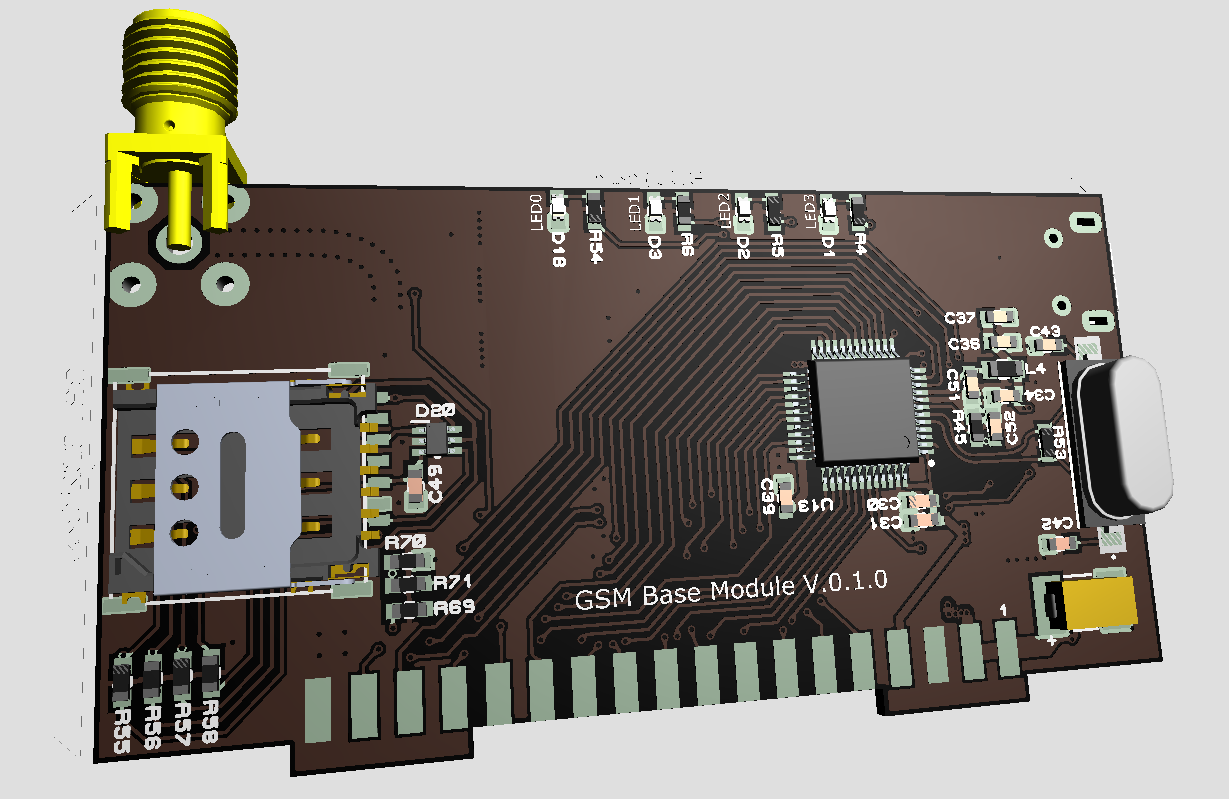 LED0
D18
R54
LED1
D3
R6
LED2
D2
R5
LED3
D1
R4
C37
C36
C43
L4
C51
C34
R45
C52
R53
D20
C49
C39
U13
C30
C31
C42
R70
R71
R69
GSM Base Module V.0.1.0
1
+
R55
R56
R57
R58